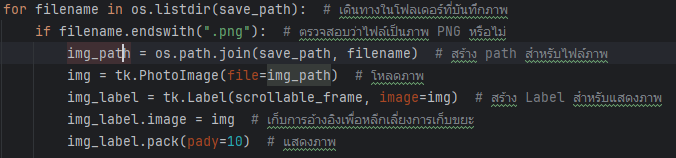 for filename in os.listdir(save_path):  # เดินทางในโฟลเดอร์ที่บันทึกภาพ
    if filename.endswith(".png"):  # ตรวจสอบว่าไฟล์เป็นภาพ PNG หรือไม่
        img_path = os.path.join(save_path, filename)  # สร้าง path สำหรับไฟล์ภาพ
        img = tk.PhotoImage(file=img_path)  # โหลดภาพ
        img_label = tk.Label(scrollable_frame, image=img)  # สร้าง Label สำหรับแสดงภาพ
        img_label.image = img  # เก็บการอ้างอิงเพื่อหลีกเลี่ยงการเก็บขยะ
        img_label.pack(pady=10)  # แสดงภาพ